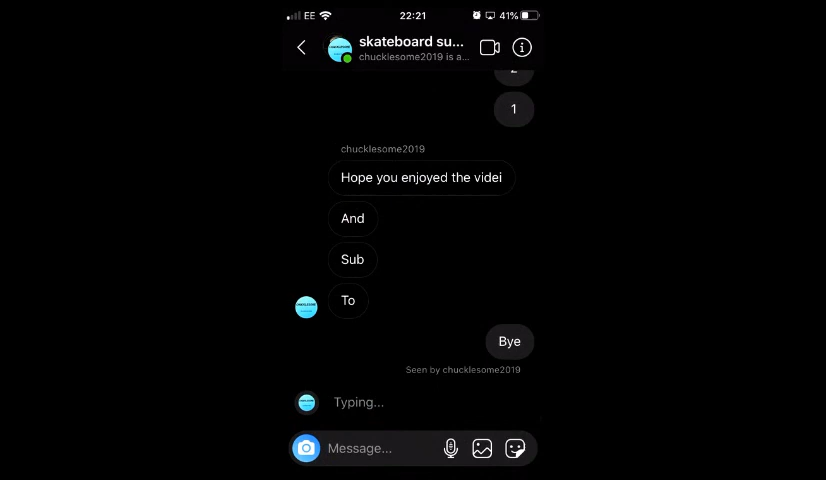 EE
22:21
41%
skateboard su...
chucklesome2019 is a...
2
1
chucklesome2019
Hope you enjoyed the videi
And
Sub
To
Bye
Seen by chucklesome2019
Typing...
Message...